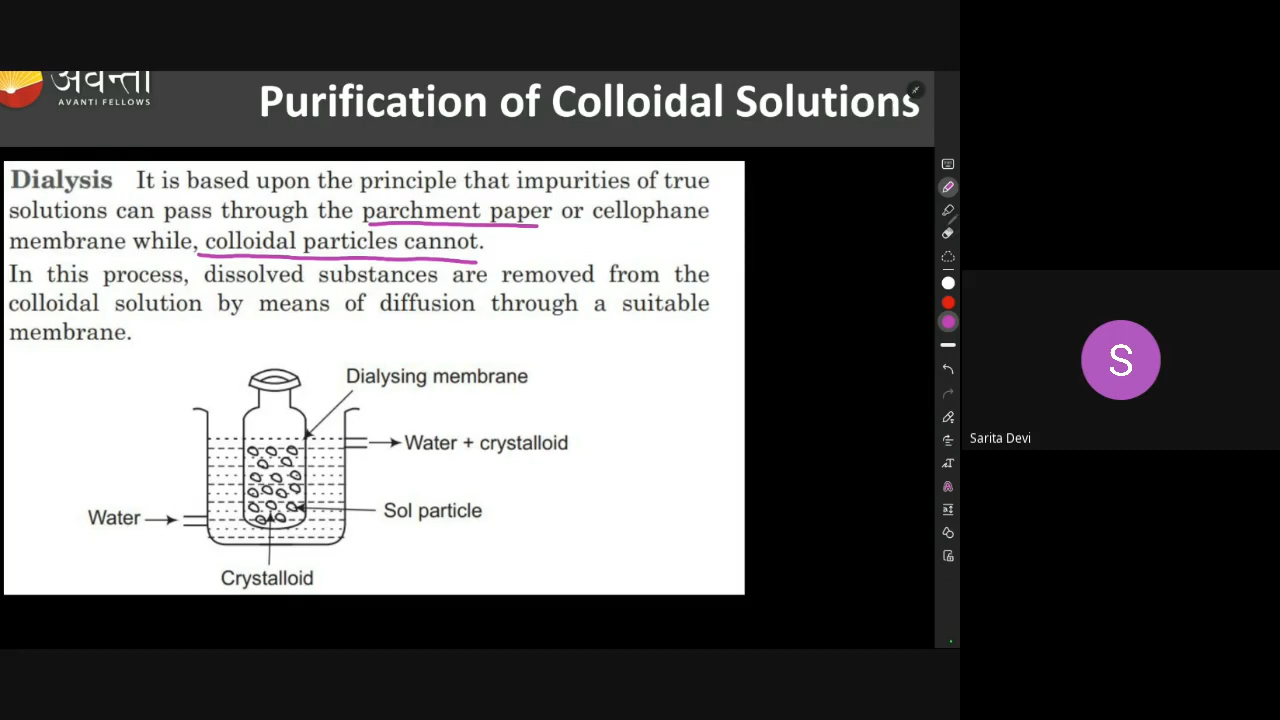 अवन्ती
AVANTI FELLOWS
Purification of Colloidal Solutions
Dialysis It is based upon the principle that impurities of true
solutions can pass through the parchment paper or cellophane
membrane while, colloidal particles cannot.
In this process, dissolved substances are removed from the
colloidal solution by means of diffusion through a suitable
membrane.
Dialysing membrane
Water + crystalloid
Sol particle
Water
Crystalloid
S
Sarita Devi